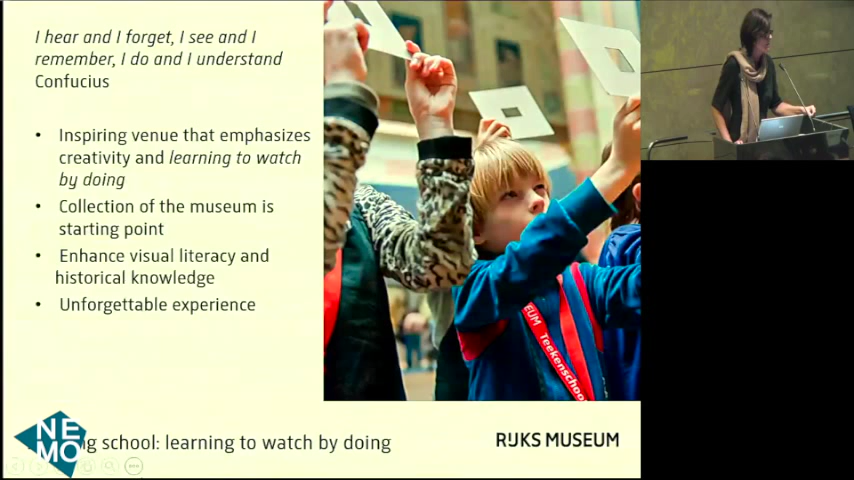 I hear and I forget, I see and I
remember, I do and I understand
Confucius
• Inspiring venue that emphasizes
creativity and learning to watch
by doing
• Collection of the museum is
starting point
• Enhance visual literacy and
historical knowledge
• Unforgettable experience
EUM Teekenschool
NE
MO
ng school: learning to watch by doing
RIJKS MUSEUM